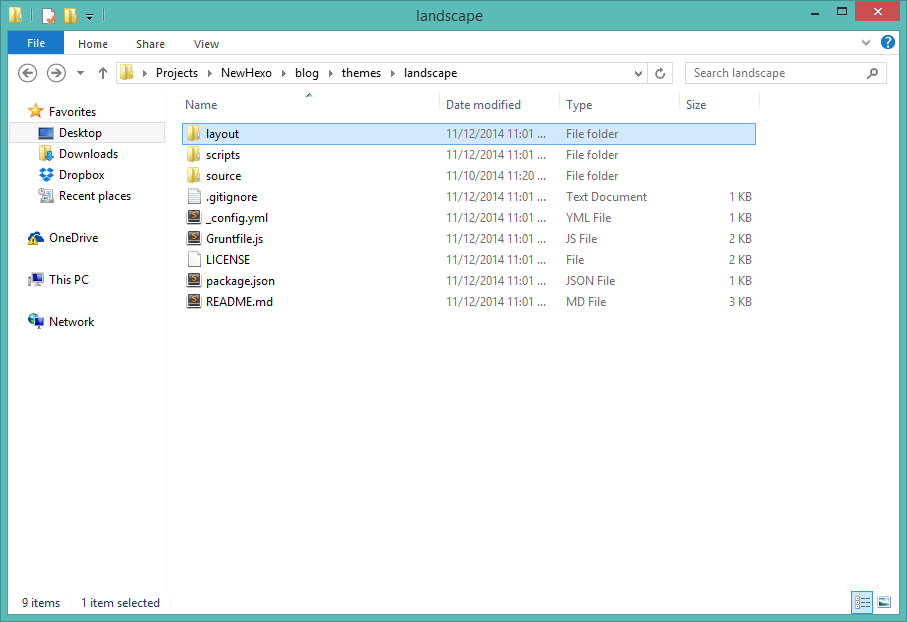 landscape
File Home Share View
Projects NewHexo blog themes landscape Search landscape
Name Date modified Type Size
Favorites
Desktop
Downloads
Dropbox
Recent places
OneDrive
This PC
Network
layout 11/12/2014 11:01 ... File folder
scripts 11/12/2014 11:01 ... File folder
source 11/10/2014 11:20 ... File folder
.gitignore 11/12/2014 11:01 ... Text Document 1 KB
_config.yml 11/12/2014 11:01 ... YML File 1 KB
Gruntfile.js 11/12/2014 11:01 ... JS File 2 KB
LICENSE 11/12/2014 11:01 ... File 2 KB
package.json 11/12/2014 11:01 ... JSON File 1 KB
README.md 11/12/2014 11:01 ... MD File 3 KB
9 items 1 item selected